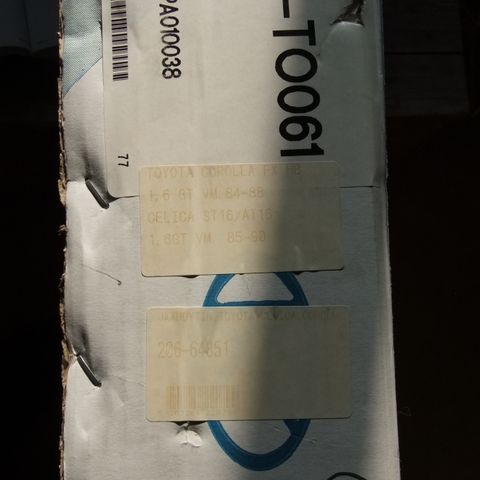 -TO061
PA010038
77
TOYOTA COROLLA FX HB
1,6 GT VM. 84-88
CELICA ST16/AT16
1,6GT VM. 85-90
206-64851